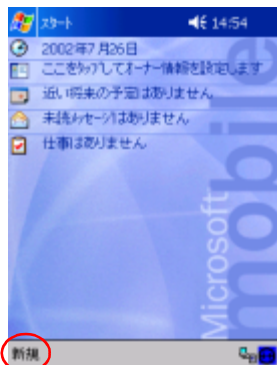 スタート 14:54
2002年7月26日
ここをタップしてオーナー情報を設定します
近い将来の予定はありません
未読メッセージはありません
仕事はありません
Microsoft
mobile
新規